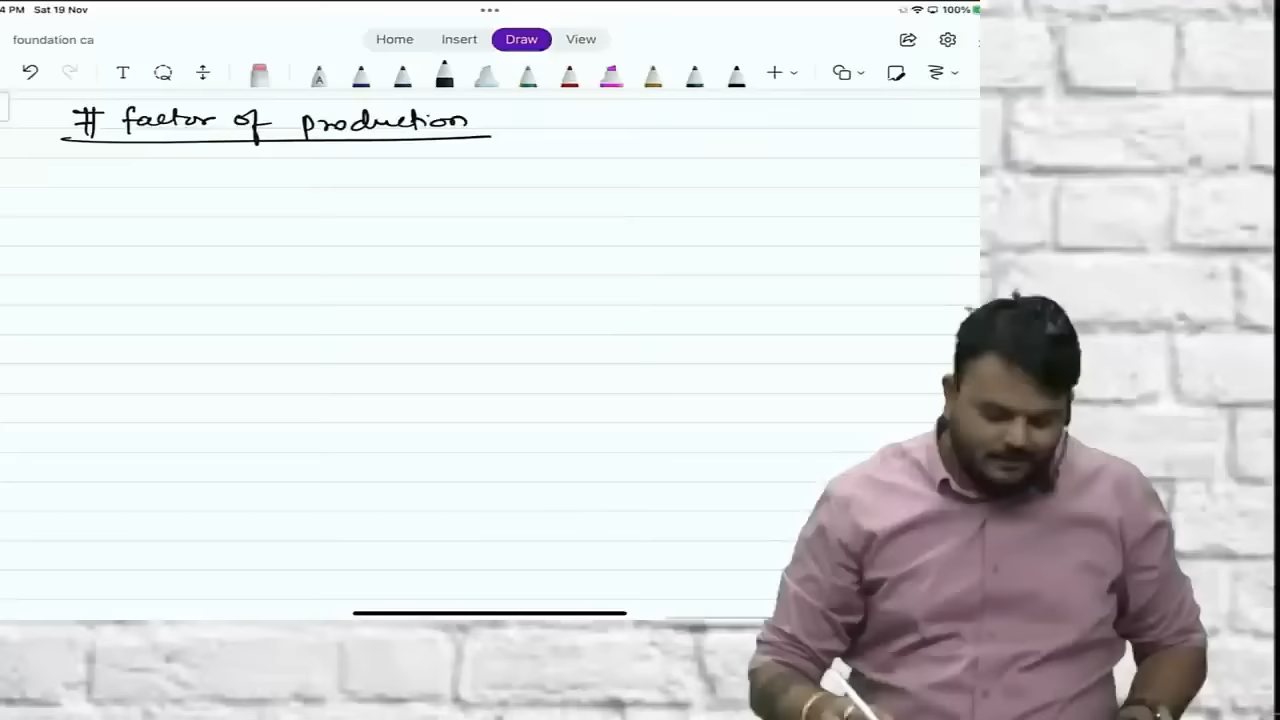 4 PM Sat 19 Nov
100%
foundation ca
Home Insert Draw View
T
A
# factor of production